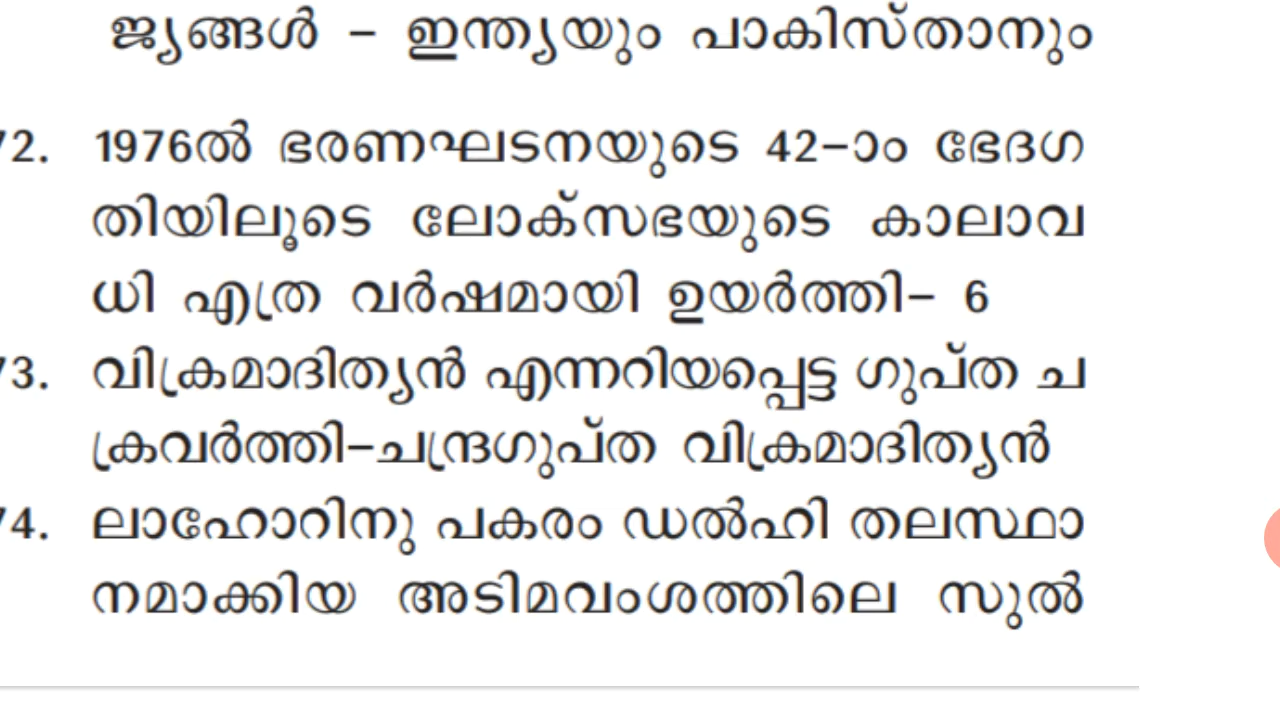 ജ്യങ്ങൾ – ഇന്ത്യയും പാകിസ്താനും
72. 1976ൽ ഭരണഘടനയുടെ 42–ാം ഭേദഗ
തിയിലൂടെ ലോക്സഭയുടെ കാലാവ
ധി എത്ര വർഷമായി ഉയർത്തി– 6
73. വിക്രമാദിത്യൻ എന്നറിയപ്പെട്ട ഗുപ്ത ച
ക്രവർത്തി–ചന്ദ്രഗുപ്ത വിക്രമാദിത്യൻ
74. ലാഹോറിനു പകരം ഡൽഹി തലസ്ഥാ
നമാക്കിയ അടിമവംശത്തിലെ സുൽ